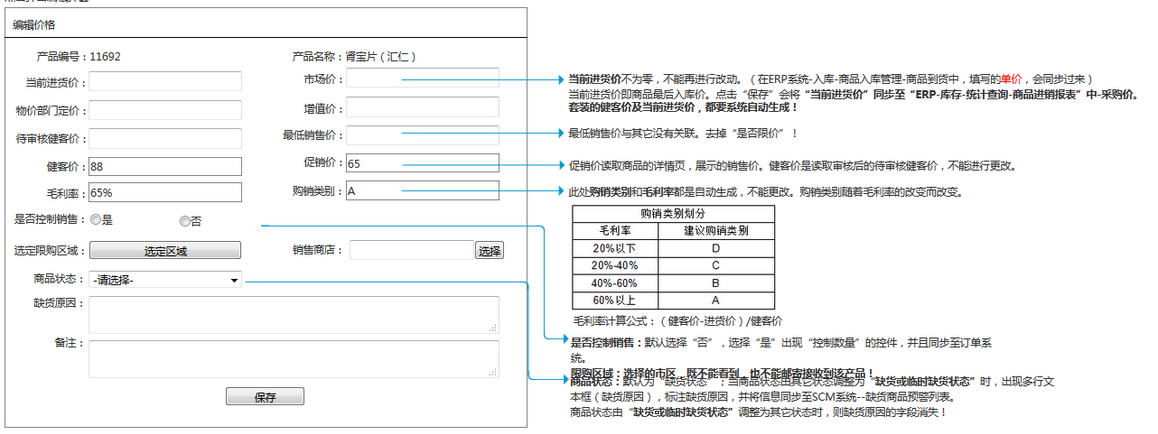 编辑价格
产品编号：11692
产品名称：肾宝片（汇仁）
当前进货价：
市场价：
物价部门定价：
增值价：
待审核健客价：
最低销售价：
健客价：88
促销价：65
毛利率：65%
购销类别：A
是否控制销售：是 否
选定限购区域：选定区域
销售商店：选择
商品状态：-请选择-
缺货原因：
备注：
保存
当前进货价不为零，不能再进行改动。（在ERP系统-入库-商品入库管理-商品到货中，填写的单价，会同步过来）
当前进货价即商品最后入库价。点击“保存”会将“当前进货价”同步至“ERP-库存-统计查询-商品进销报表”中-采购价。
套装的健客价及当前进货价，都要系统自动生成！
最低销售价与其它没有关联。去掉“是否限价”！
促销价读取商品的详情页，展示的销售价。健客价是读取审核后的待审核健客价，不能进行更改。
此处购销类别和毛利率都是自动生成，不能更改。购销类别随着毛利率的改变而改变。
购销类别划分
毛利率 建议购销类别
20%以下 D
20%-40% C
40%-60% B
60%以上 A
毛利率计算公式：（健客价-进货价）/健客价
是否控制销售：默认选择“否”，选择“是”出现“控制数量”的控件，并且同步至订单系
统。
限购区域：选择的市区，既不能看到，也不能邮寄接收到该产品！
商品状态：默认为“缺货状态”；当商品状态由其它状态调整为“缺货或临时缺货状态”时，出现多行文
本框（缺货原因），标注缺货原因，并将信息同步至SCM系统--缺货商品预警列表。
商品状态由“缺货或临时缺货状态”调整为其它状态时，则缺货原因的字段消失！